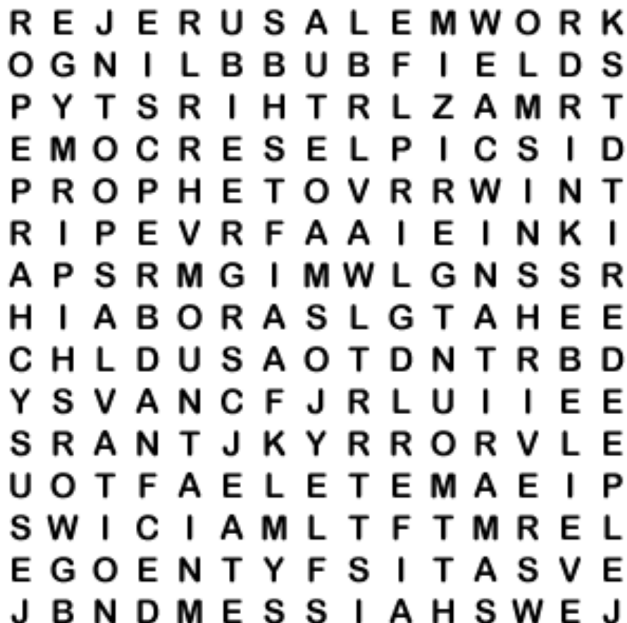 R E J E R U S A L E M W O R K
O G N I L B B U B F I E L D S
P Y T S R I H T R L Z A M R T
E M O C R E S E L P I C S I D
P R O P H E T O V R R W I N T
R I P E V R F A A I E I N K I
A P S R M G I M W L G N S S R
H I A B O R A S L G T A H E E
C H L D U S A O T D N T R B D
Y S V A N C F J R L U I I E E
S R A N T J K Y R R O R V L E
U O T F A E L E T E M A E I P
S W I C I A M L T F T M R E L
E G O E N T Y F S I T A S V E
J B N D M E S S I A H S W E J